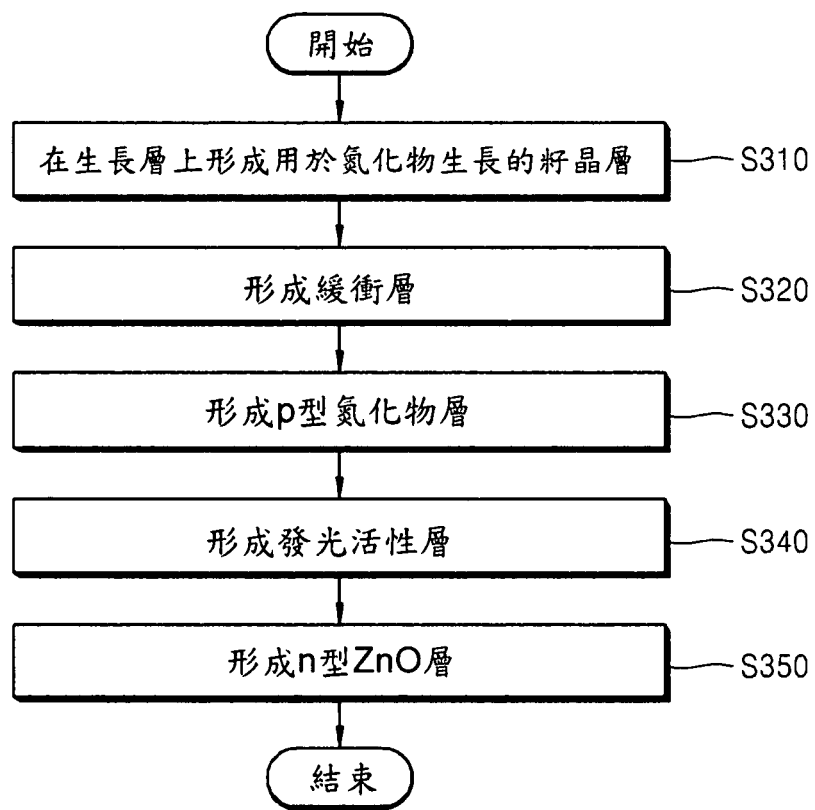 開始
在生長層上形成用於氮化物生長的籽晶層 S310
形成緩衝層 S320
形成p型氮化物層 S330
形成發光活性層 S340
形成n型ZnO層 S350
結束